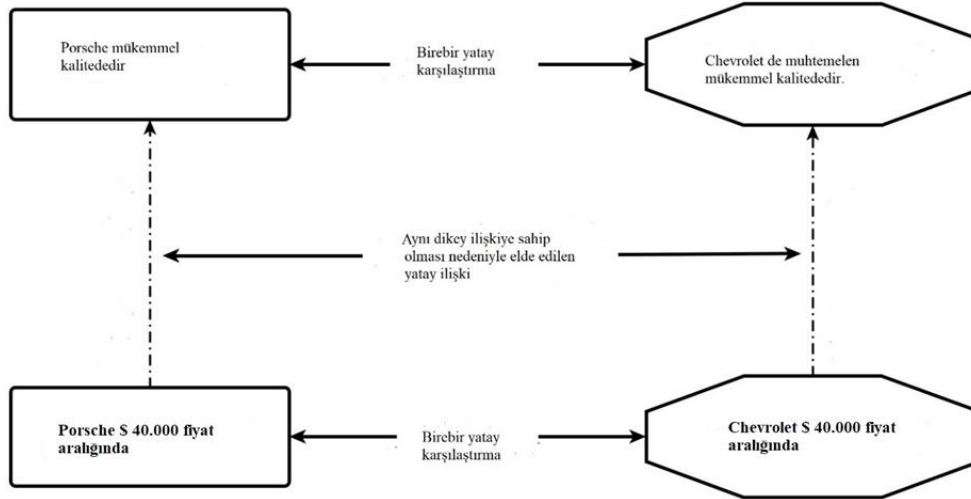 Porsche mükemmel
kalitededir
Birebir yatay
karşılaştırma
Chevrolet de muhtemelen
mükemmel kalitededir.
Aynı dikey ilişkiye sahip
olması nedeniyle elde edilen
yatay ilişki
Porsche $ 40.000 fiyat
aralığında
Birebir yatay
karşılaştırma
Chevrolet $ 40.000 fiyat
aralığında